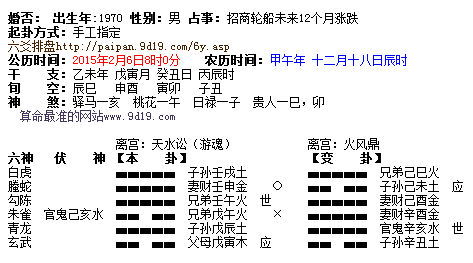 婚否: 出生年:1970 性别: 男 占事: 招商轮船未来12个月涨跌
起卦方式: 手工指定
六爻排盘http://paipan.9d19.com/6y.asp
公历时间: 2015年2月6日8时0分 农历时间: 甲午年 十二月十八日辰时
干 支: 乙未年 戊寅月 癸丑日 丙辰时
旬 空: 辰巳 申酉 寅卯 子丑
神 煞: 驿马一亥 桃花一午 日禄一子 贵人一巳，卯
算命最准的网站www.9d19.com
离宫: 天水讼 (游魂) 离宫: 火风鼎
六神 伏 神 【本 卦】 【变 卦】
白虎 子孙壬戌土 兄弟己巳火
螣蛇 妻财壬申金 ○ 子孙己未土 应
勾陈 兄弟壬午火 世 妻财己酉金
朱雀 官鬼己亥水 兄弟戊午火 × 妻财辛酉金
青龙 子孙戊辰土 官鬼辛亥水 世
玄武 父母戊寅木 应 子孙辛丑土